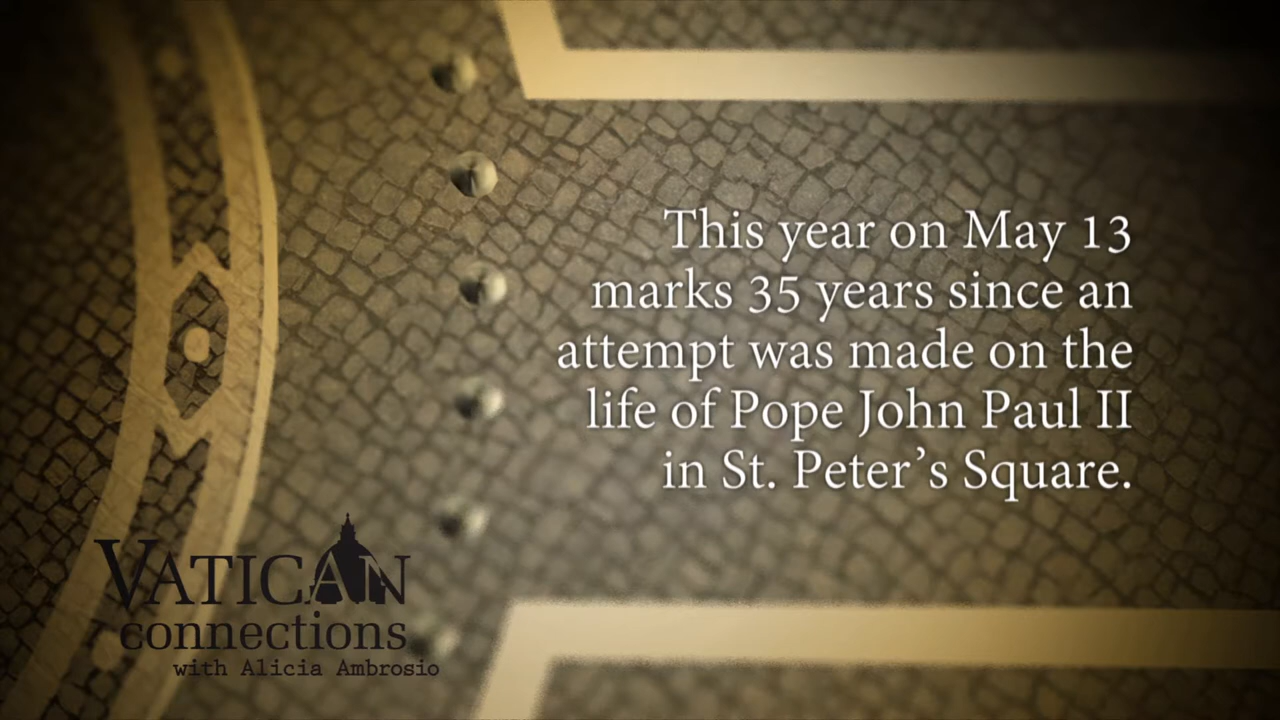 This year on May 13
marks 35 years since an
attempt was made on the
life of Pope John Paul II
in St. Peter’s Square.
VATICAN
connections
with Alicia Ambrosio